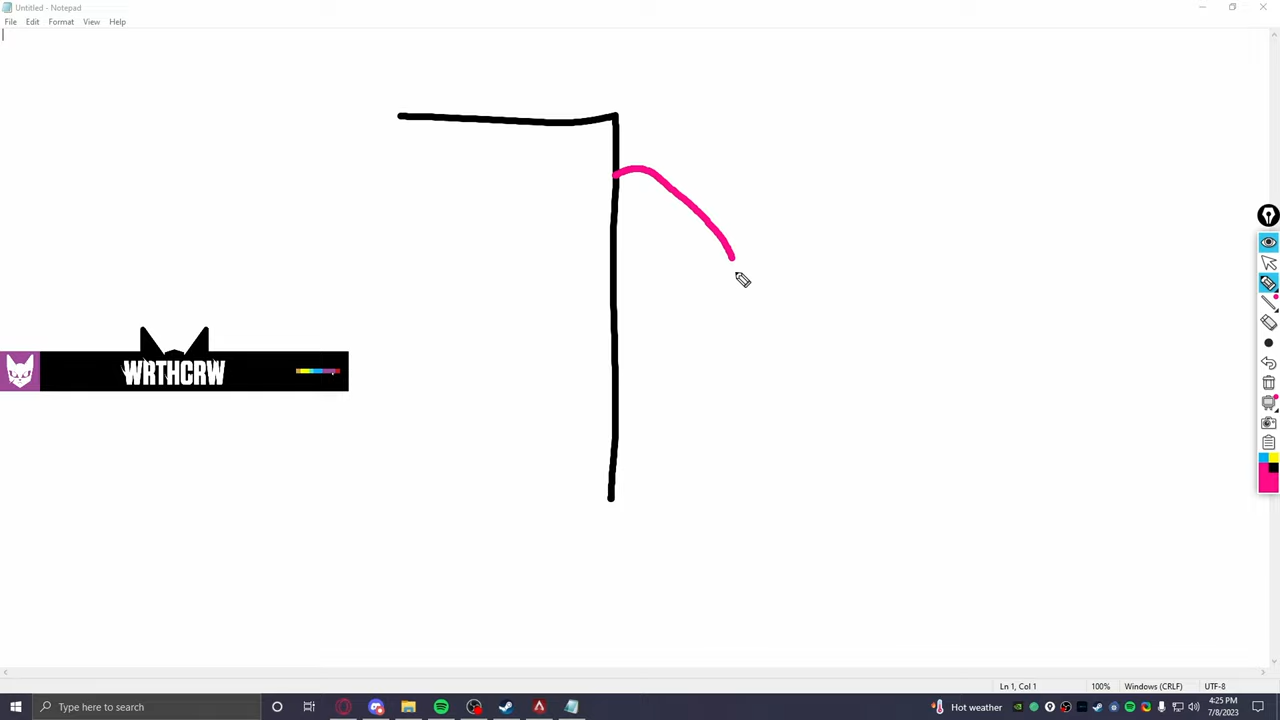 Untitled - Notepad
File Edit Format View Help
WRTHCRW
Ln 1, Col 1 100% Windows (CRLF) UTF-8
Type here to search
Hot weather
4:25 PM
7/8/2023